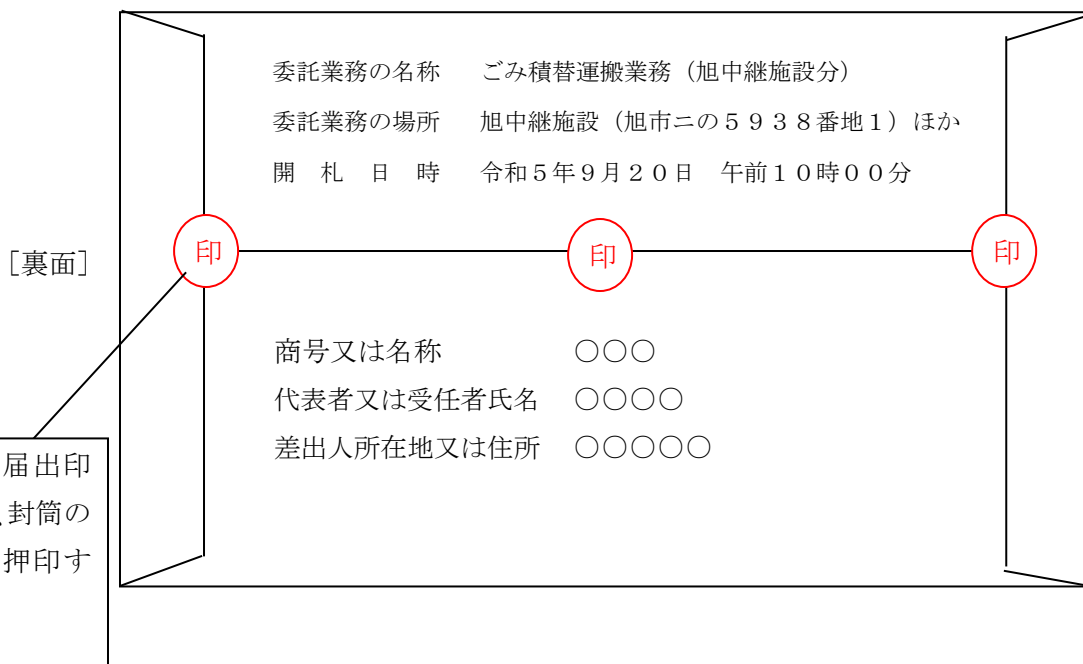 委託業務の名称　ごみ積替運搬業務（旭中継施設分）
委託業務の場所　旭中継施設（旭市ニの５９３８番地１）ほか
開　札　日　時　令和５年９月２０日　午前１０時００分
印　印　印
［裏面］
商号又は名称　○○○
代表者又は受任者氏名　○○○○
差出人所在地又は住所　○○○○○
届出印
、封筒の
押印す